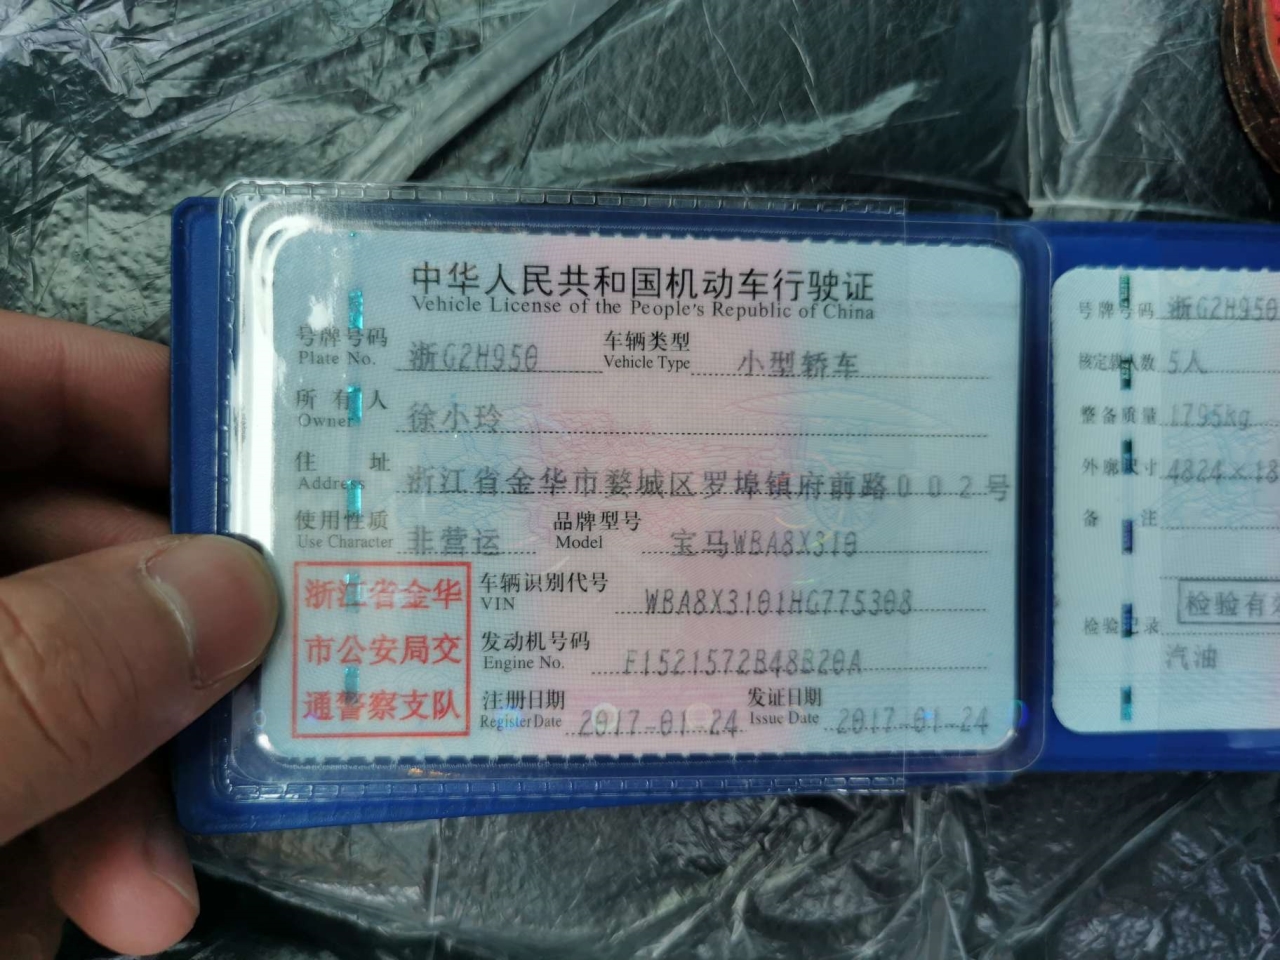 中华人民共和国机动车行驶证
Vehicle License of the People's Republic of China
号牌号码 浙G2H950 车辆类型 小型轿车
Plate No. Vehicle Type
所有人 徐小玲
Owner
住址 浙江省金华市婺城区罗埠镇府前路002号
Address
使用性质 非营运 品牌型号 宝马WBA8X310
Use Character Model
浙江省金华
市公安局交
通警察支队
车辆识别代号 WBA8X3101HG775308
VIN
发动机号码 F1521572B48B20A
Engine No.
注册日期 2017-01-24 发证日期 2017-01-24
Register Date Issue Date
号牌号码 浙G2H950
核定载人数 5人
整备质量 1795kg
外廓尺寸 4824×18
备注
检验有
检验记录
汽油